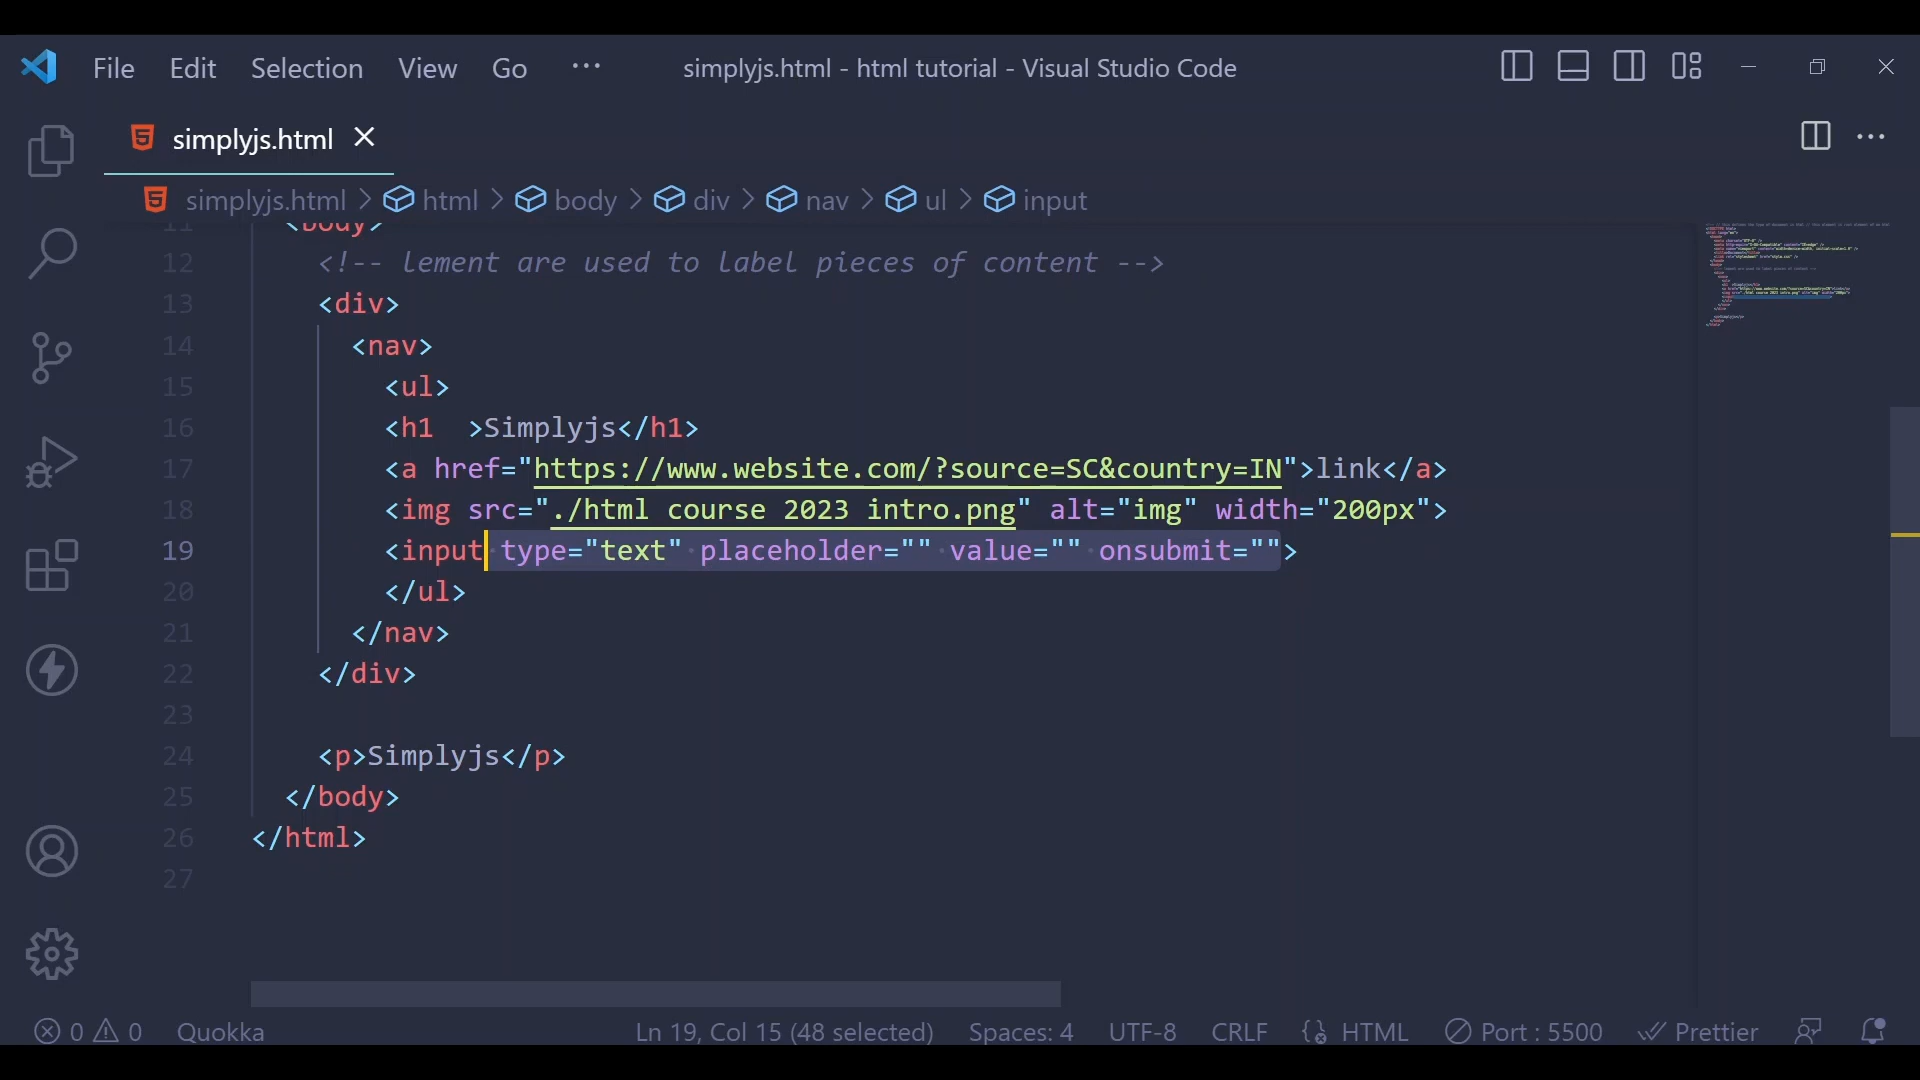 File Edit Selection View Go ··· simplyjs.html - html tutorial - Visual Studio Code
simplyjs.html
simplyjs.html > html > body > div > nav > ul > input
11 <body>
12 <!-- lement are used to label pieces of content -->
13 <div>
14 <nav>
15 <ul>
16 <h1  >Simplyjs</h1>
17 <a href="https://www.website.com/?source=SC&country=IN">link</a>
18 <img src="./html course 2023 intro.png" alt="img" width="200px">
19 <input type="text" placeholder="" value="" onsubmit="">
20 </ul>
21 </nav>
22 </div>
23
24 <p>Simplyjs</p>
25 </body>
26 </html>
27
0 0 Quokka Ln 19, Col 15 (48 selected) Spaces: 4 UTF-8 CRLF HTML Port : 5500 Prettier